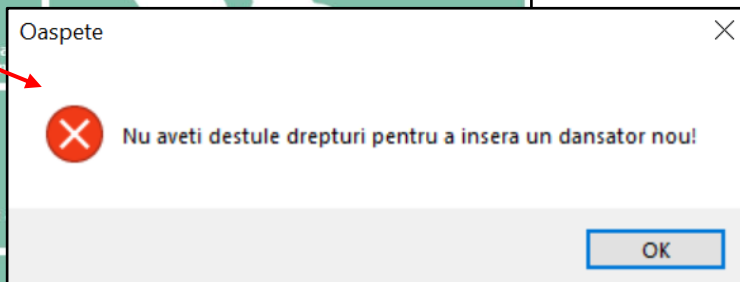 Oaspete
Nu aveti destule drepturi pentru a insera un dansator nou!
OK